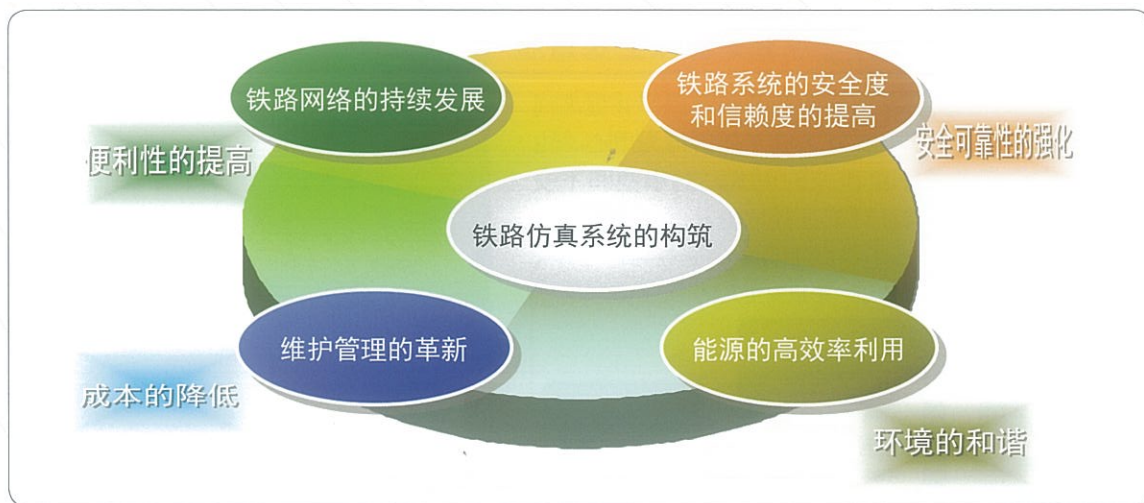 铁路网络的持续发展
铁路系统的安全度
和信赖度的提高
便利性的提高
安全可靠性的强化
铁路仿真系统的构筑
维护管理的革新
能源的高效率利用
成本的降低
环境的和谐